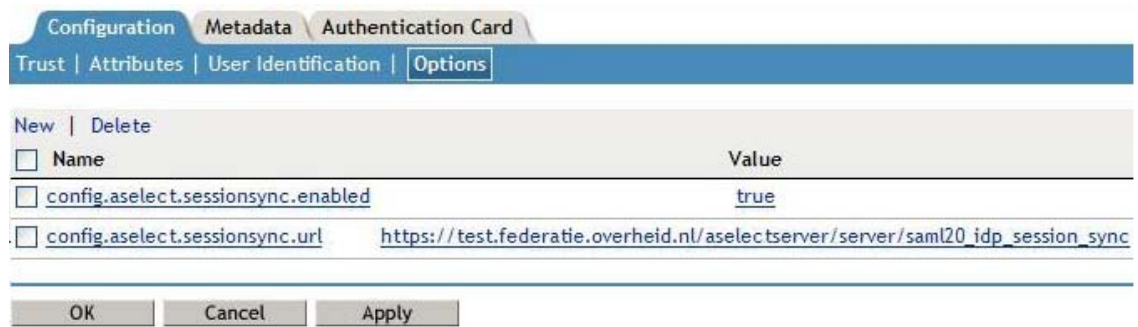 Configuration Metadata Authentication Card
Trust | Attributes | User Identification | Options
New | Delete
Name Value
config.aselect.sessionsync.enabled true
config.aselect.sessionsync.url https://test.federatie.overheid.nl/aselectserver/server/saml20_idp_session_sync
OK Cancel Apply